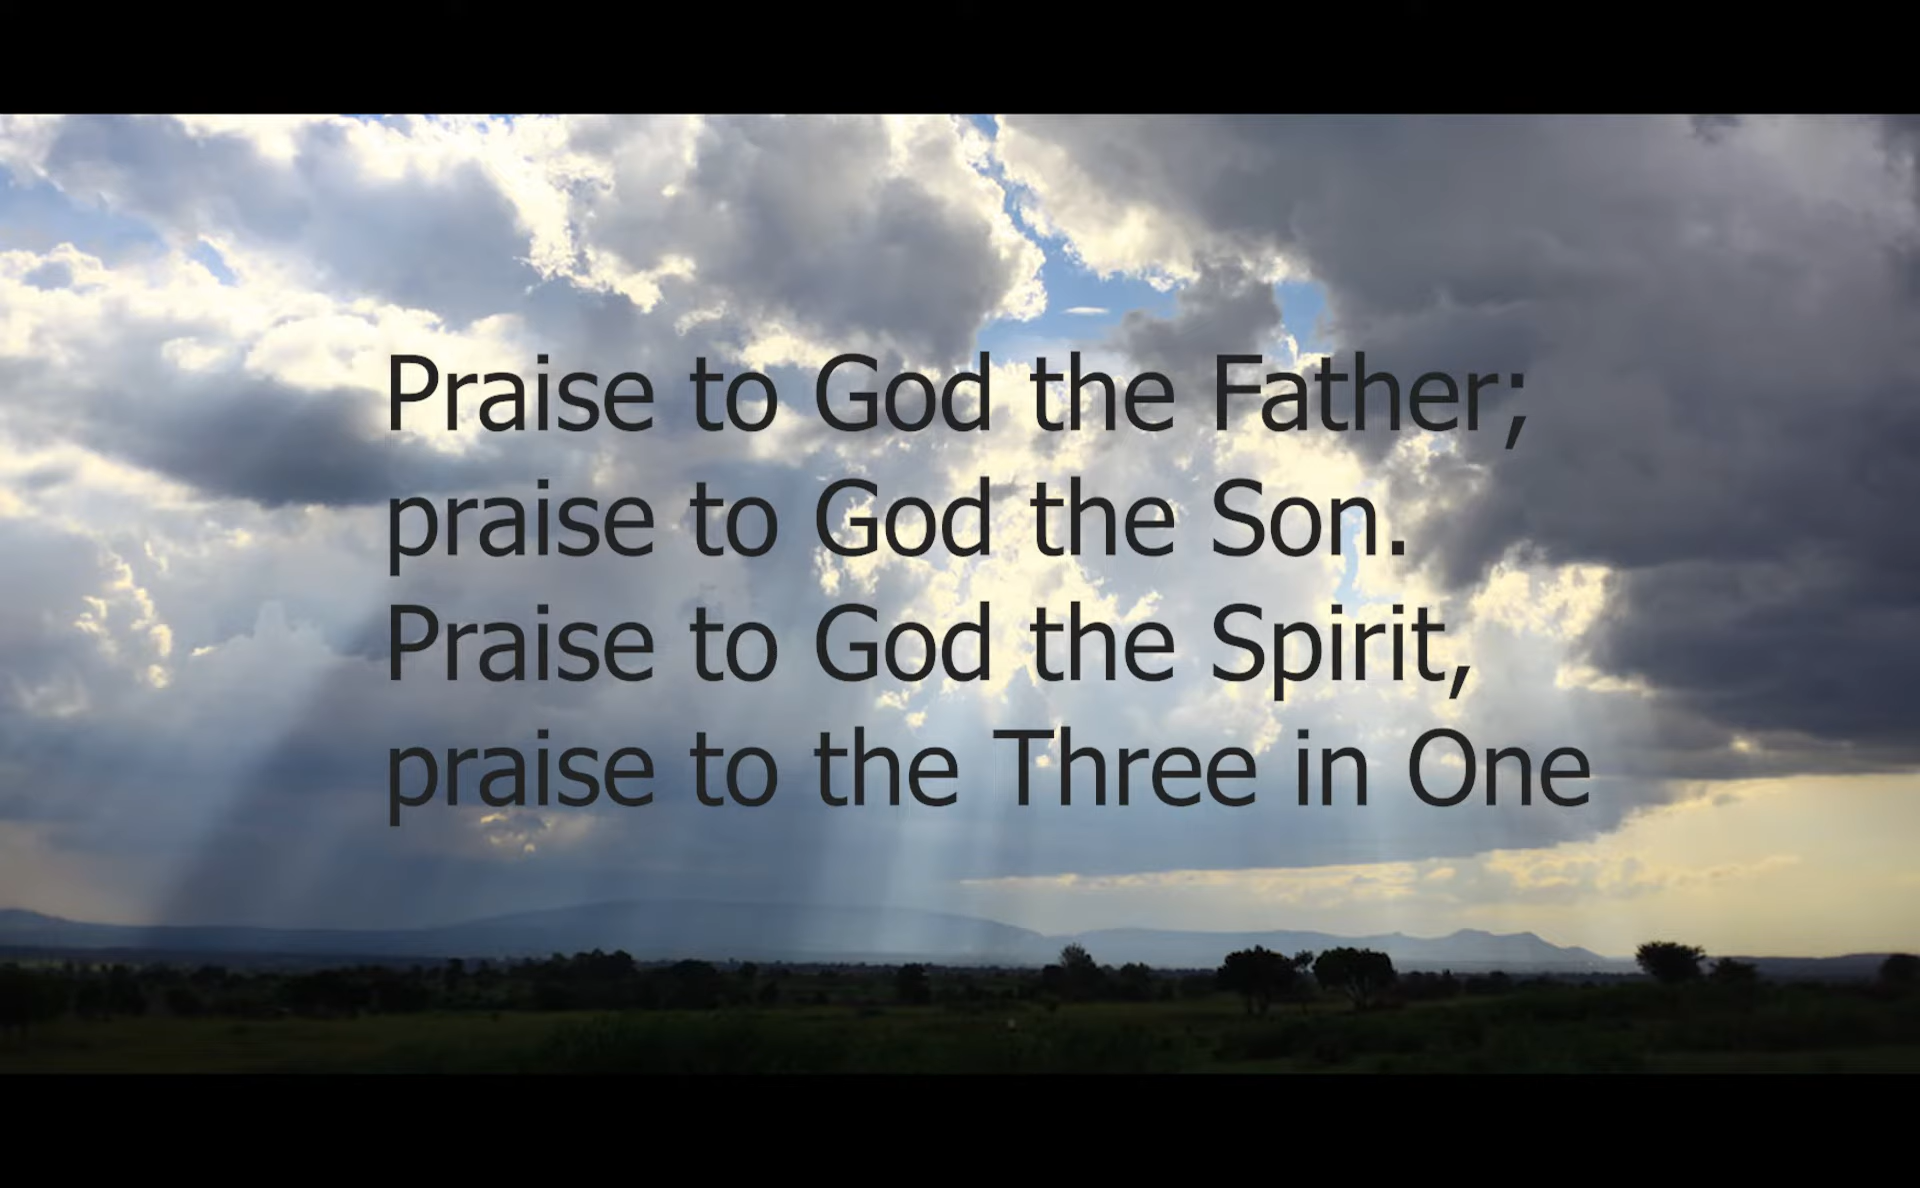 Praise to God the Father;
praise to God the Son.
Praise to God the Spirit,
praise to the Three in One